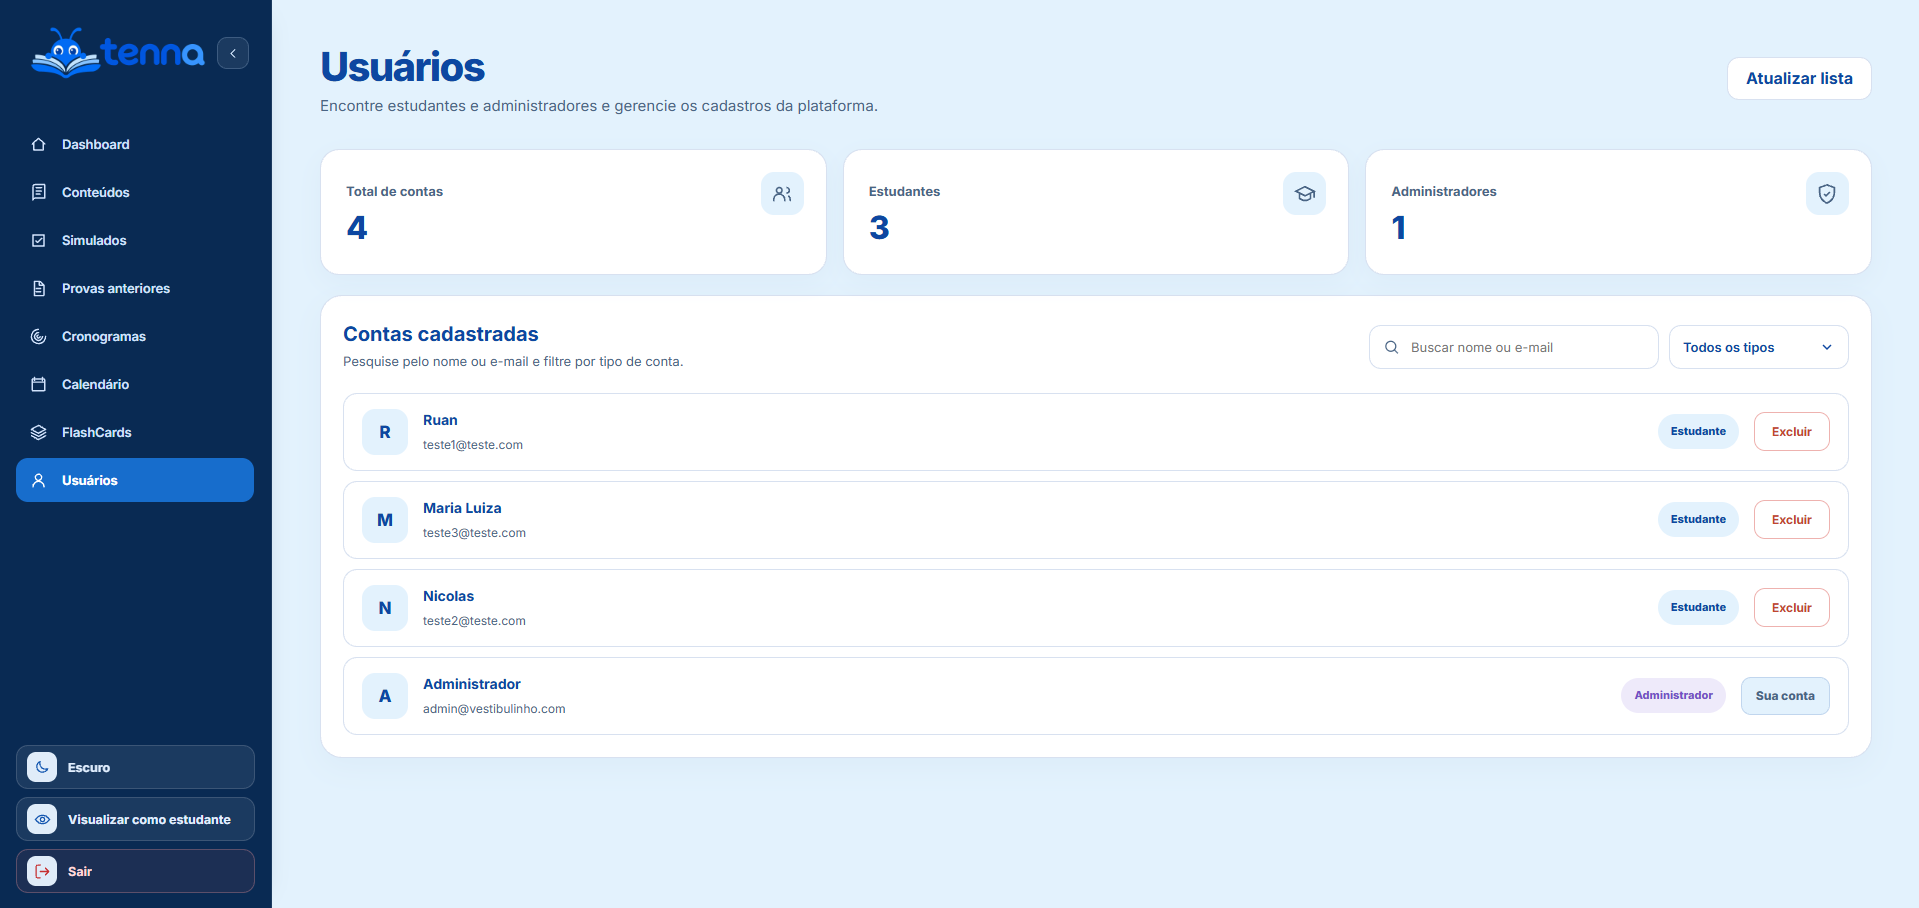 tenna
Dashboard
Conteúdos
Simulados
Provas anteriores
Cronogramas
Calendário
FlashCards
Usuários
Escuro
Visualizar como estudante
Sair
Usuários
Encontre estudantes e administradores e gerencie os cadastros da plataforma.
Atualizar lista
Total de contas
4
Estudantes
3
Administradores
1
Contas cadastradas
Pesquise pelo nome ou e-mail e filtre por tipo de conta.
Buscar nome ou e-mail
Todos os tipos
R
Ruan
teste1@teste.com
Estudante
Excluir
M
Maria Luiza
teste3@teste.com
Estudante
Excluir
N
Nicolas
teste2@teste.com
Estudante
Excluir
A
Administrador
admin@vestibulinho.com
Administrador
Sua conta